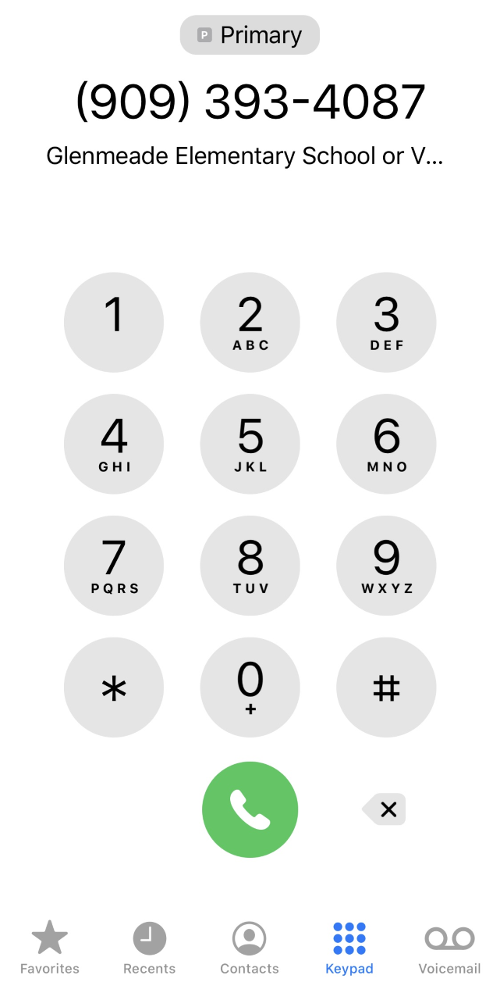 P Primary
(909) 393-4087
Glenmeade Elementary School or V...
1 2 3
ABC DEF
4 5 6
GHI JKL MNO
7 8 9
PQRS TUV WXYZ
* 0 #
+
Favorites Recents Contacts Keypad Voicemail